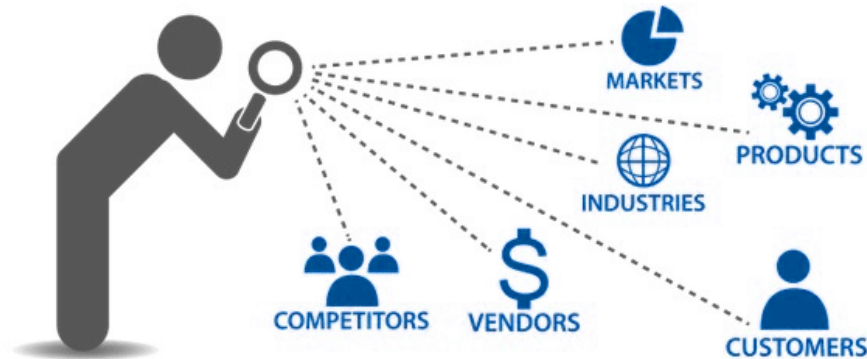 MARKETS
PRODUCTS
INDUSTRIES
COMPETITORS
VENDORS
CUSTOMERS